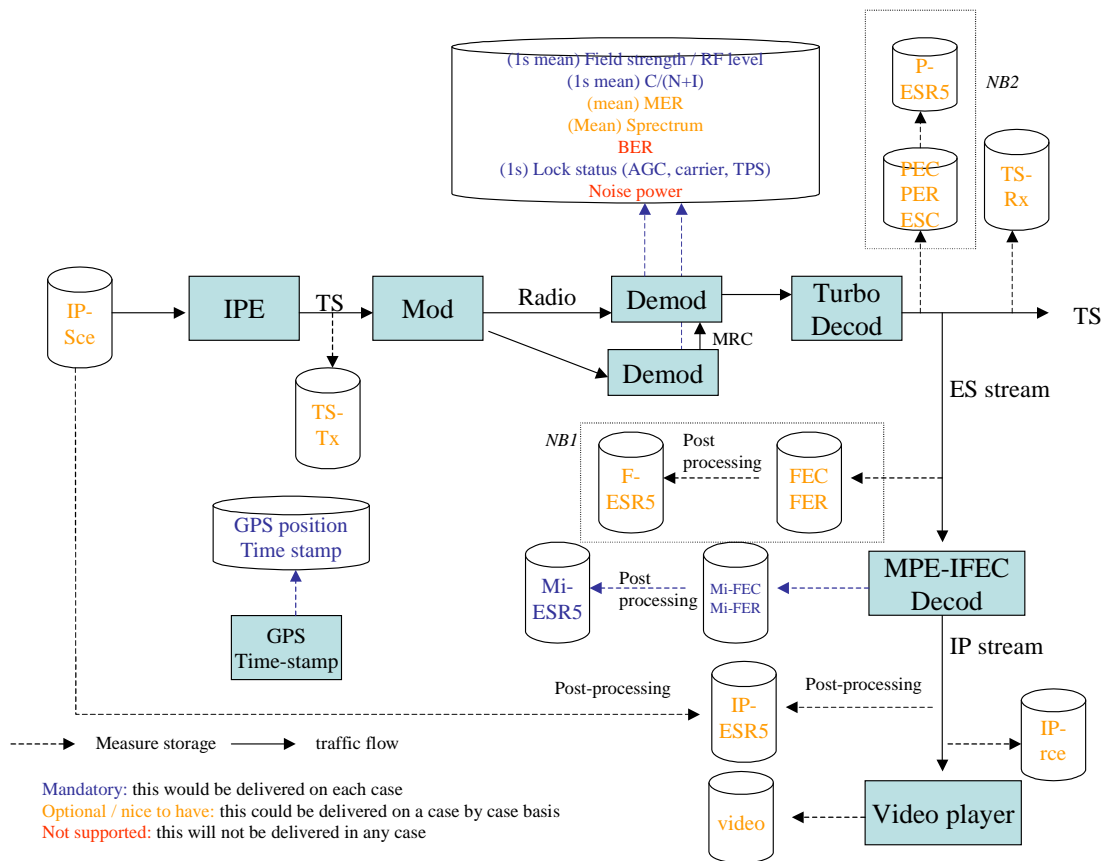 (1s mean) Field strength / RF level
(1s mean) C/(N+I)
(mean) MER
(Mean) Sprectrum
BER
(1s) Lock status (AGC, carrier, TPS)
Noise power
P-
ESR5
NB2
PEC
PER
ESC
TS-
Rx
IP-
Sce
IPE
TS
Mod
Radio
Demod
Turbo
Decod
TS
MRC
Demod
TS-
Tx
ES stream
NB1
Post
processing
F-
ESR5
FEC
FER
GPS position
Time stamp
Mi-
ESR5
Post
processing
Mi-FEC
Mi-FER
MPE-IFEC
Decod
GPS
Time-stamp
IP stream
Post-processing
IP-
ESR5
Post-processing
IP-
rce
Measure storage
traffic flow
Mandatory: this would be delivered on each case
Optional / nice to have: this could be delivered on a case by case basis
Not supported: this will not be delivered in any case
video
Video player